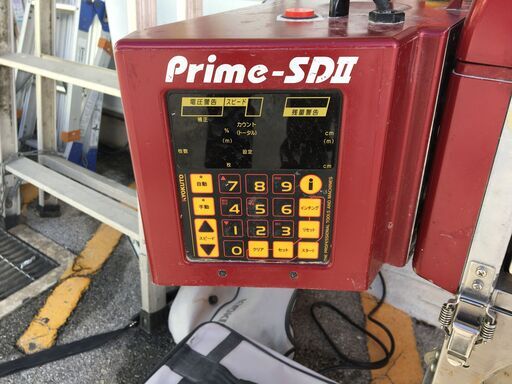 Prime-SDII
電圧警告 スピード 残量警告
補正
% カウント cm
(m) (トータル) (m)
枚数 設定
枚 cm
KYOKUTO
自動 7 8 9 i
手動 4 5 6 インチング
スピード 1 2 3 リセット
0 クリアー セット スタート
THE PROFESSIONAL TOOLS AND MACHINES